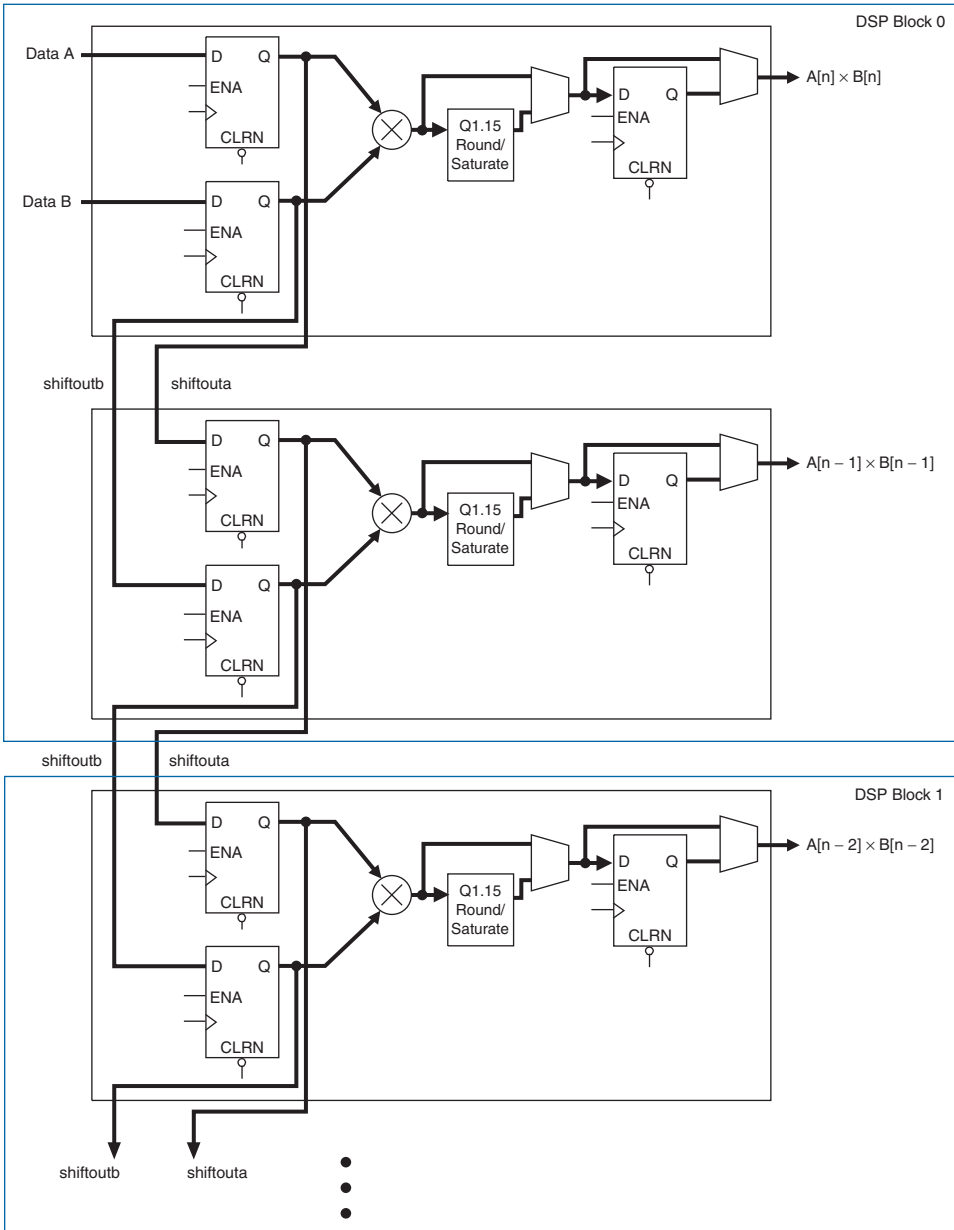 DSP Block 0
Data A
D Q
ENA
CLRN
Q1.15
Round/
Saturate
D Q
ENA
CLRN
A[n] × B[n]
Data B
D Q
ENA
CLRN
shiftoutb
shiftouta
D Q
ENA
CLRN
Q1.15
Round/
Saturate
D Q
ENA
CLRN
A[n – 1] × B[n – 1]
D Q
ENA
CLRN
shiftoutb
shiftouta
DSP Block 1
D Q
ENA
CLRN
Q1.15
Round/
Saturate
D Q
ENA
CLRN
A[n – 2] × B[n – 2]
D Q
ENA
CLRN
shiftoutb
shiftouta